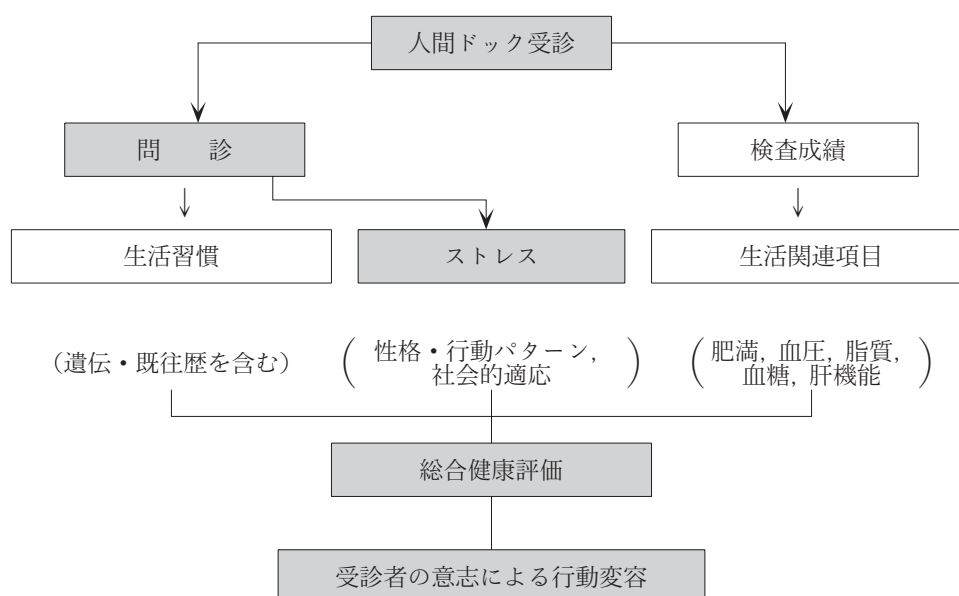 人間ドック受診
問　　診
検査成績
生活習慣
ストレス
生活関連項目
（遺伝・既往歴を含む）
（性格・行動パターン，
社会的適応）
（肥満，血圧，脂質，
血糖，肝機能）
総合健康評価
受診者の意志による行動変容